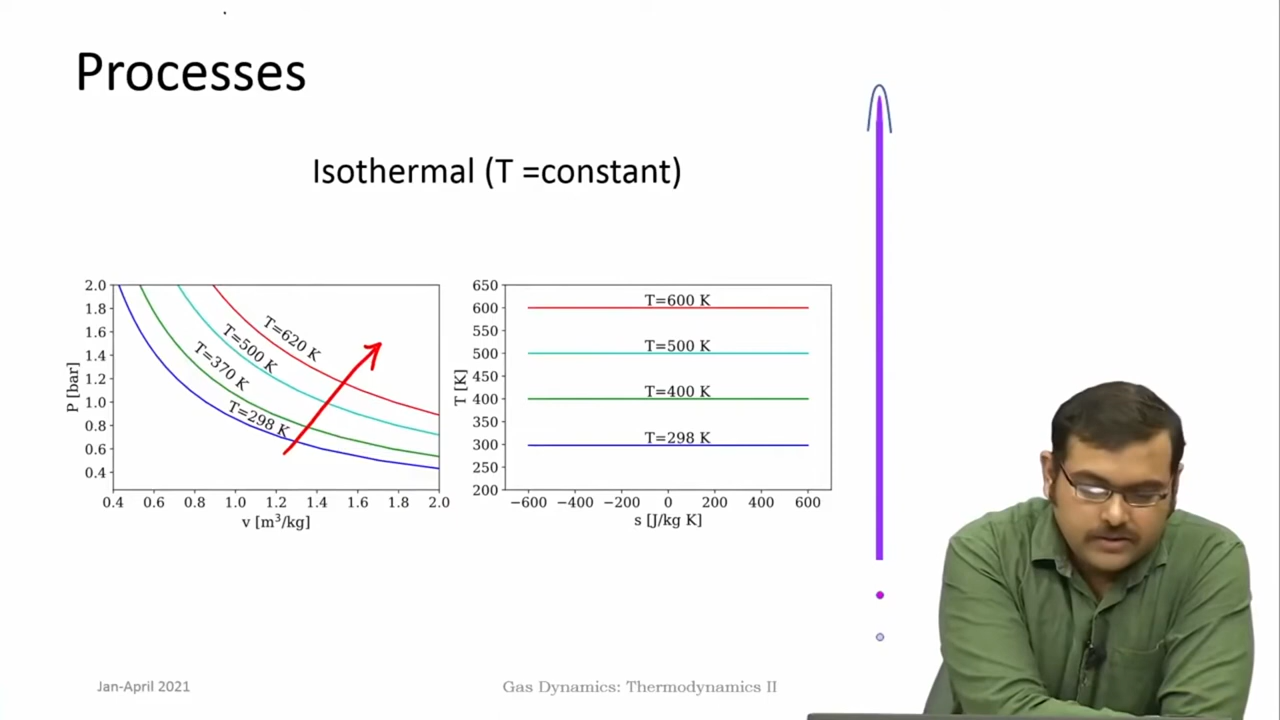 Processes
Isothermal (T =constant)
2.0
1.8
1.6
1.4
1.2
1.0
0.8
0.6
0.4
P [bar]
T=620 K
T=500 K
T=370 K
T=298 K
0.4 0.6 0.8 1.0 1.2 1.4 1.6 1.8 2.0
v [m³/kg]
650
600
550
500
450
400
350
300
250
200
T [K]
T=600 K
T=500 K
T=400 K
T=298 K
−600 −400 −200 0 200 400 600
s [J/kg K]
Jan-April 2021
Gas Dynamics: Thermodynamics II